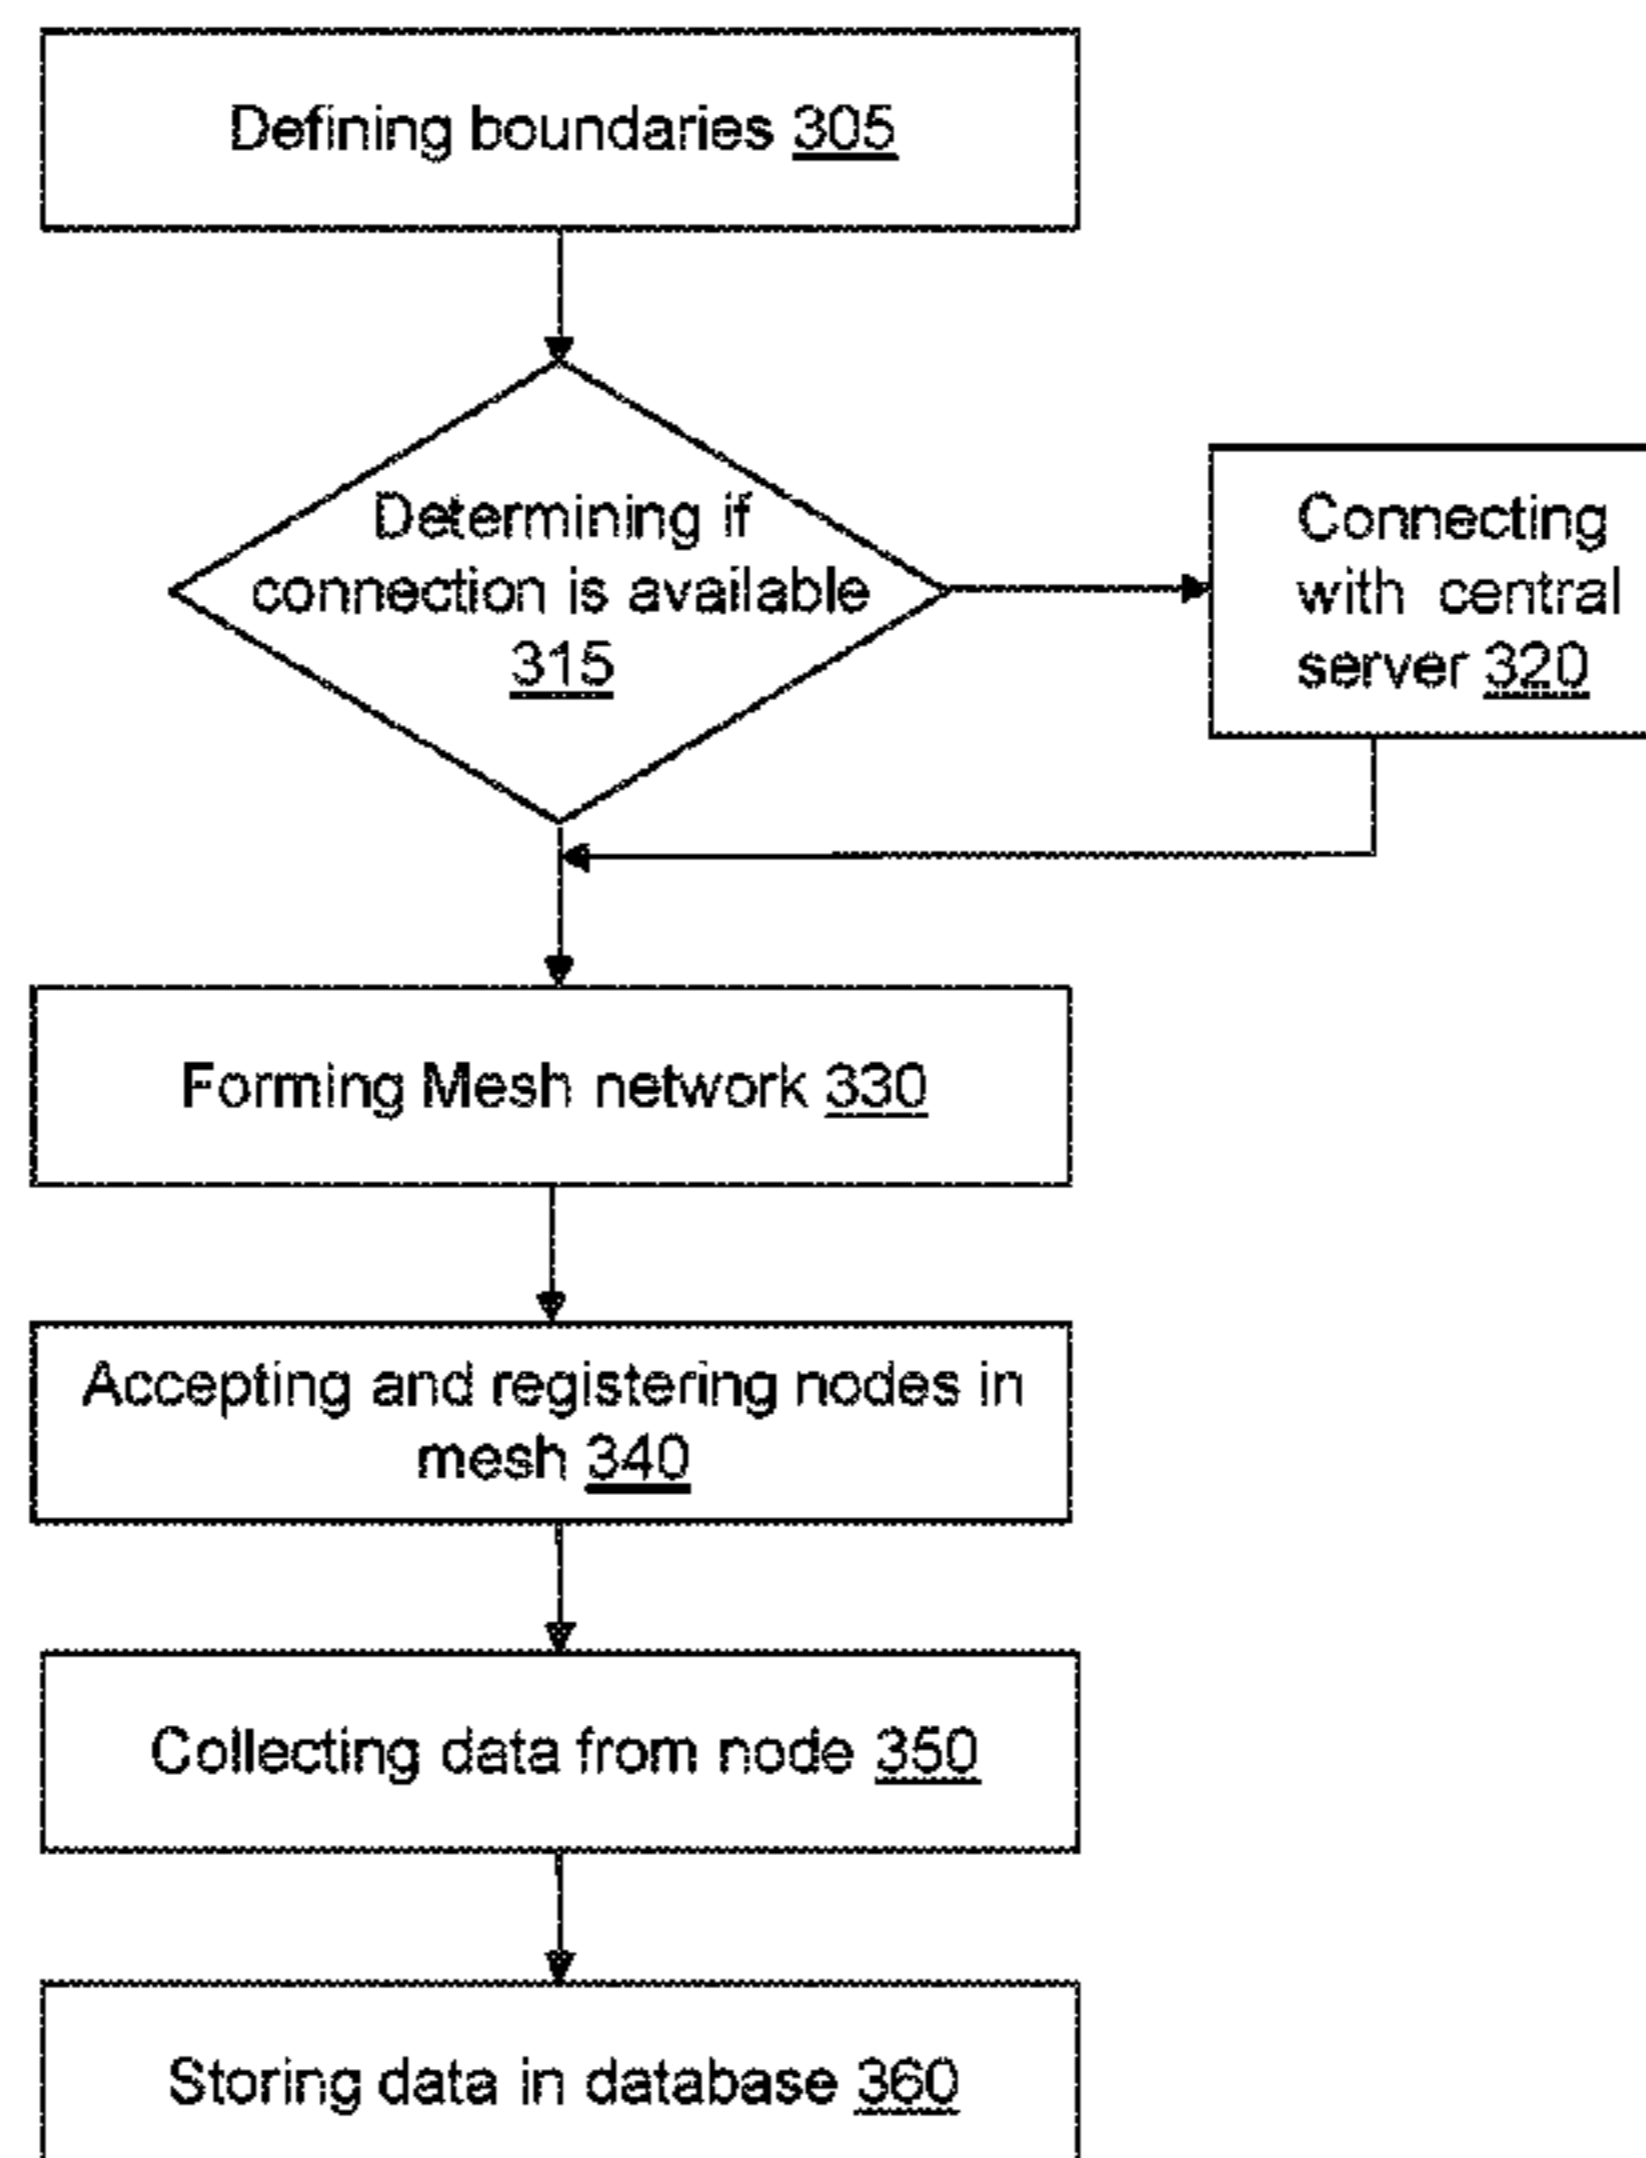 Defining boundaries 305
Determining if
connection is available
315
Connecting
with central
server 320
Forming Mesh network 330
Accepting and registering nodes in
mesh 340
Collecting data from node 350
Storing data in database 360